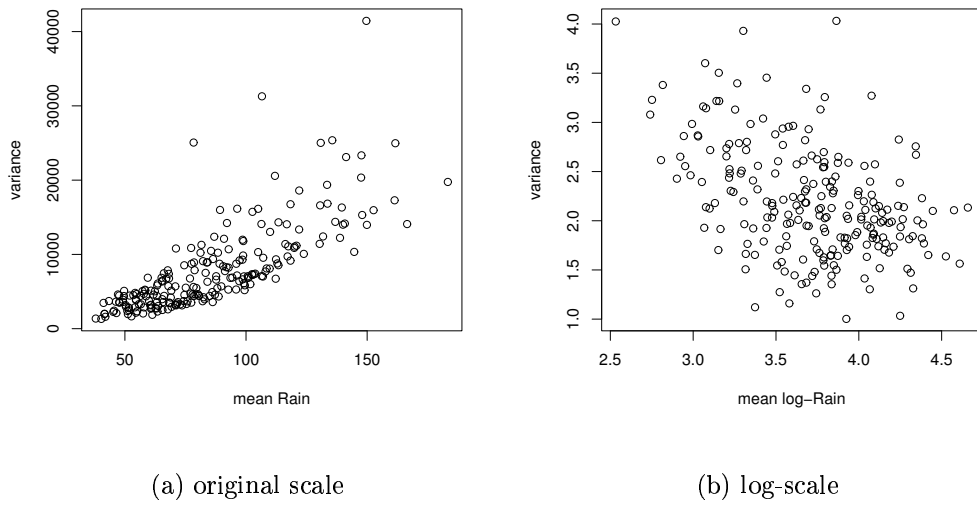 40000
30000
20000
10000
0
variance
50 100 150
mean Rain
4.0
3.5
3.0
2.5
2.0
1.5
1.0
variance
2.5 3.0 3.5 4.0 4.5
mean log−Rain
(a) original scale
(b) log-scale